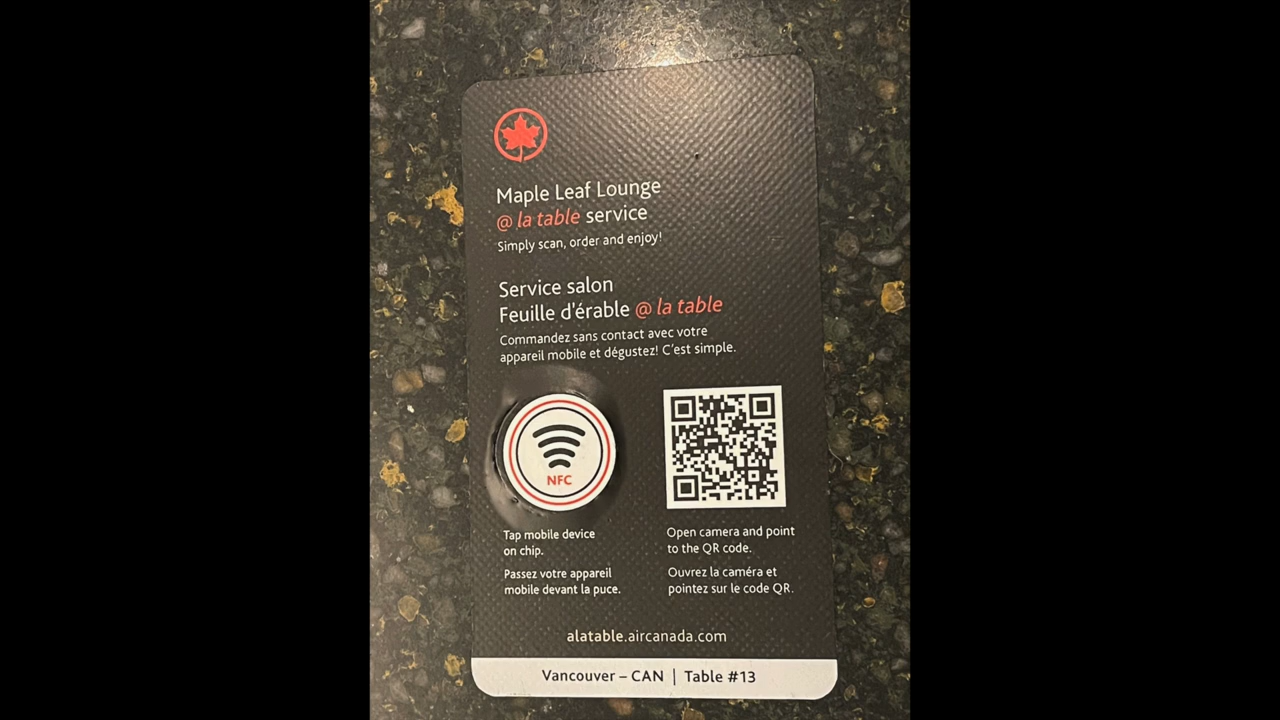 Maple Leaf Lounge
@ la table service
Simply scan, order and enjoy!
Service salon
Feuille d'érable @ la table
Commandez sans contact avec votre
appareil mobile et dégustez! C'est simple.
NFC
Tap mobile device
on chip.
Passez votre appareil
mobile devant la puce.
Open camera and point
to the QR code.
Ouvrez la caméra et
pointez sur le code QR.
alatable.aircanada.com
Vancouver – CAN | Table #13